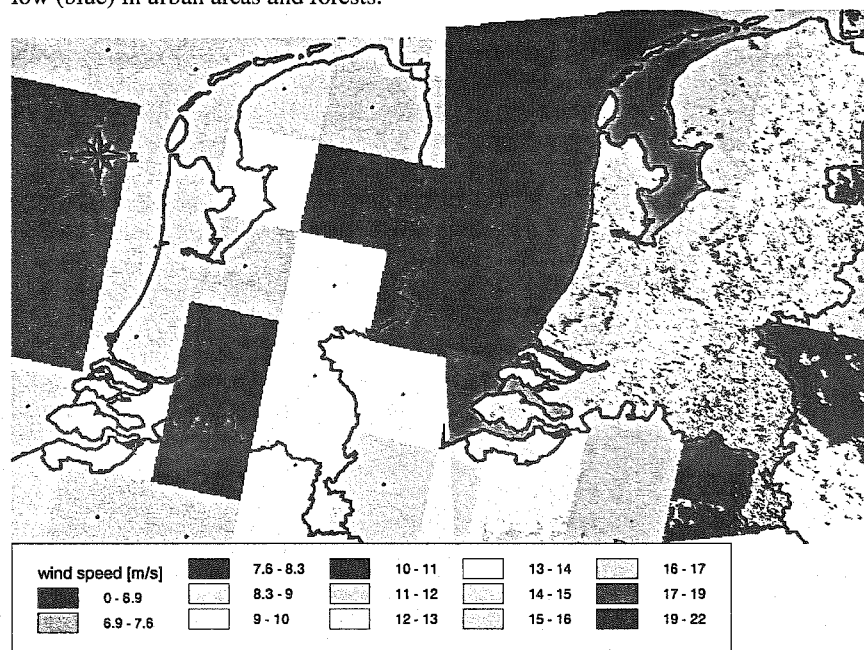 low (blue) in urban areas and forests.
wind speed [m/s]
0 - 6.9
6.9 - 7.6
7.6 - 8.3
8.3 - 9
9 - 10
10 - 11
11 - 12
12 - 13
13 - 14
14 - 15
15 - 16
16 - 17
17 - 19
19 - 22